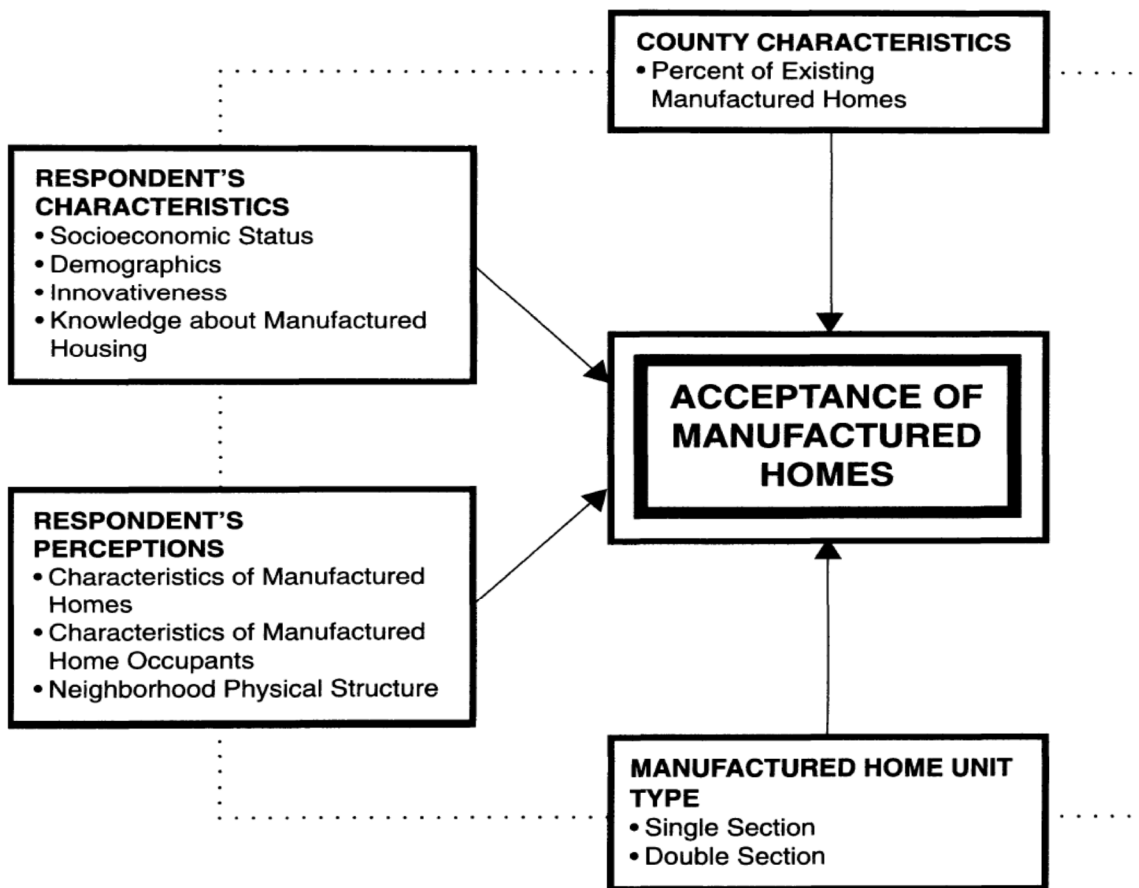 COUNTY CHARACTERISTICS
• Percent of Existing
Manufactured Homes
RESPONDENT'S
CHARACTERISTICS
• Socioeconomic Status
• Demographics
• Innovativeness
• Knowledge about Manufactured
Housing
ACCEPTANCE OF
MANUFACTURED
HOMES
RESPONDENT'S
PERCEPTIONS
• Characteristics of Manufactured
Homes
• Characteristics of Manufactured
Home Occupants
• Neighborhood Physical Structure
MANUFACTURED HOME UNIT
TYPE
• Single Section
• Double Section